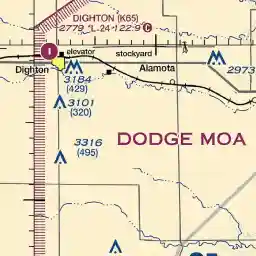 DIGHTON (K65)
2779 *L 24 122.9 C
elevator
stockyard
Dighton
Alamota
2973
3184
(429)
3101
(320)
DODGE MOA
3316
(495)